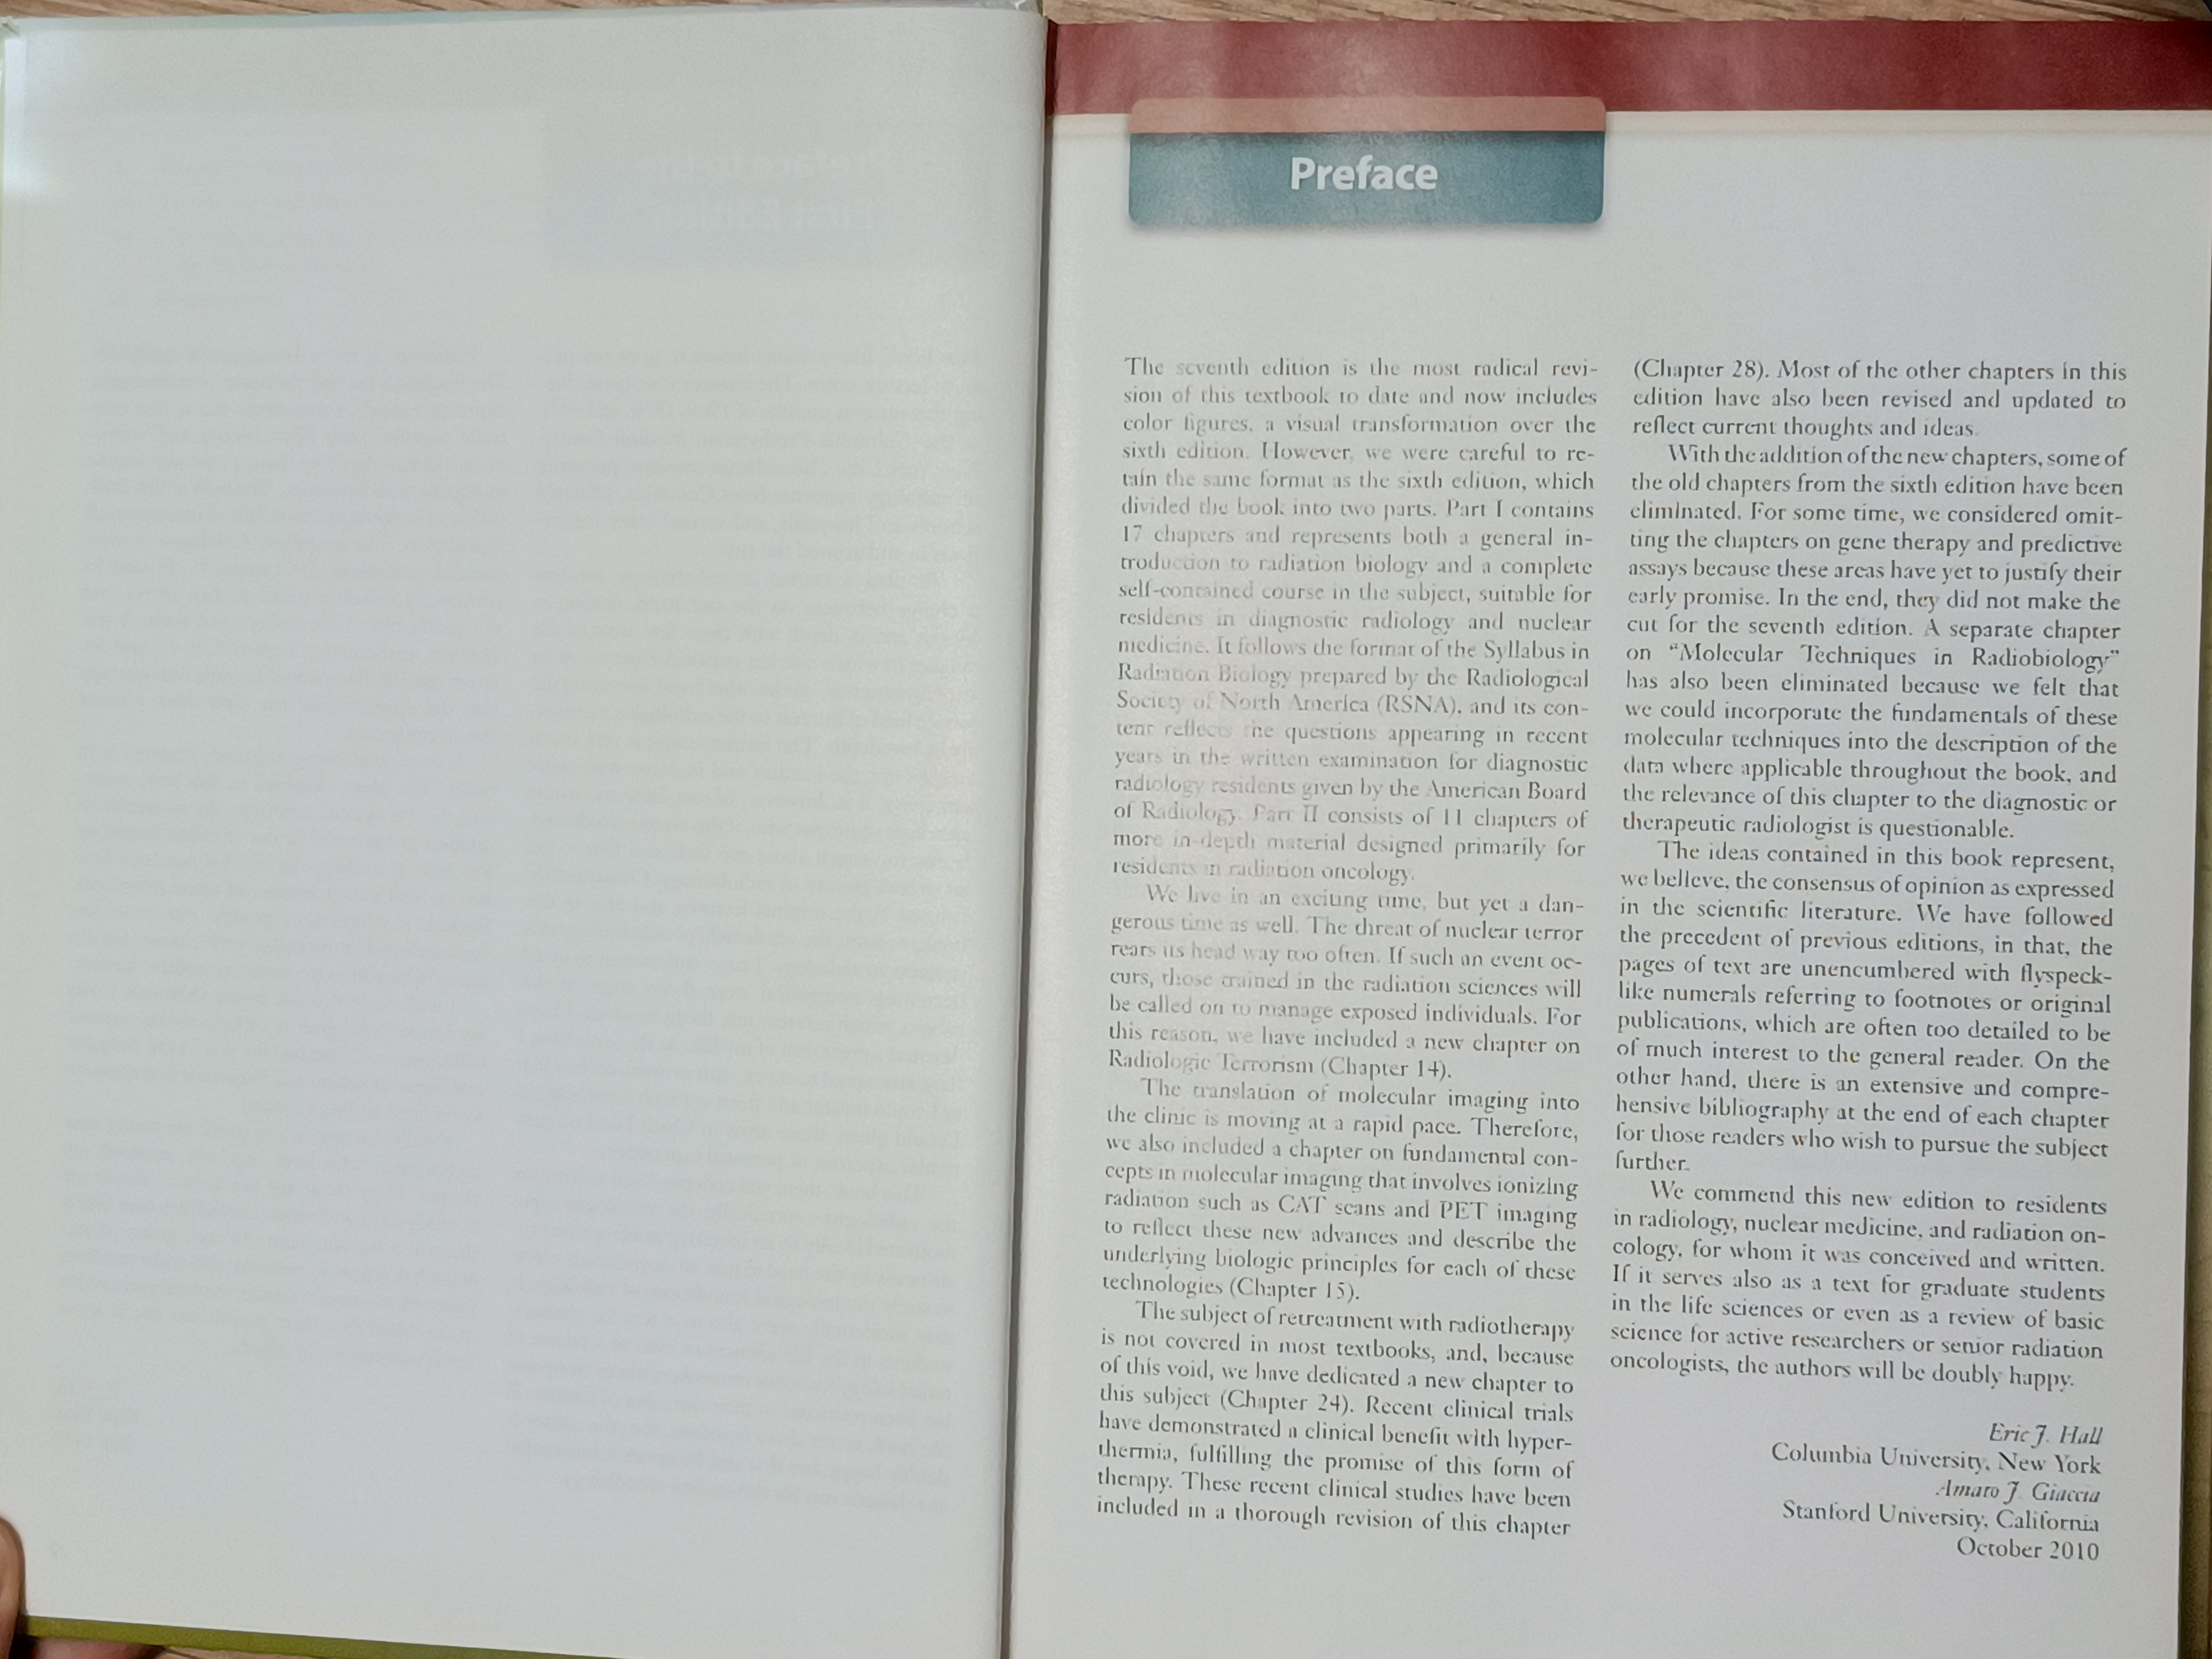 Preface
The seventh edition is the most radical revi-
sion of this textbook to date and now includes
color figures, a visual transformation over the
sixth edition. However, we were careful to re-
tain the same format as the sixth edition, which
divided the book into two parts. Part I contains
17 chapters and represents both a general in-
troduction to radiation biology and a complete
self-contained course in the subject, suitable for
residents in diagnostic radiology and nuclear
medicine. It follows the format of the Syllabus in
Radiation Biology prepared by the Radiological
Society of North America (RSNA), and its con-
tent reflects the questions appearing in recent
years in the written examination for diagnostic
radiology residents given by the American Board
of Radiology. Part II consists of 11 chapters of
more in-depth material designed primarily for
residents in radiation oncology.
We live in an exciting time, but yet a dan-
gerous time as well. The threat of nuclear terror
rears its head way too often. If such an event oc-
curs, those trained in the radiation sciences will
be called on to manage exposed individuals. For
this reason, we have included a new chapter on
Radiologic Terrorism (Chapter 14).
The translation of molecular imaging into
the clinic is moving at a rapid pace. Therefore,
we also included a chapter on fundamental con-
cepts in molecular imaging that involves ionizing
radiation such as CAT scans and PET imaging
to reflect these new advances and describe the
underlying biologic principles for each of these
technologies (Chapter 15).
The subject of retreatment with radiotherapy
is not covered in most textbooks, and, because
of this void, we have dedicated a new chapter to
this subject (Chapter 24). Recent clinical trials
have demonstrated a clinical benefit with hyper-
thermia, fulfilling the promise of this form of
therapy. These recent clinical studies have been
included in a thorough revision of this chapter
(Chapter 28). Most of the other chapters in this
edition have also been revised and updated to
reflect current thoughts and ideas.
With the addition of the new chapters, some of
the old chapters from the sixth edition have been
eliminated. For some time, we considered omit-
ting the chapters on gene therapy and predictive
assays because these areas have yet to justify their
early promise. In the end, they did not make the
cut for the seventh edition. A separate chapter
on "Molecular Techniques in Radiobiology"
has also been eliminated because we felt that
we could incorporate the fundamentals of these
molecular techniques into the description of the
data where applicable throughout the book, and
the relevance of this chapter to the diagnostic or
therapeutic radiologist is questionable.
The ideas contained in this book represent,
we believe, the consensus of opinion as expressed
in the scientific literature. We have followed
the precedent of previous editions, in that, the
pages of text are unencumbered with flyspeck-
like numerals referring to footnotes or original
publications, which are often too detailed to be
of much interest to the general reader. On the
other hand, there is an extensive and compre-
hensive bibliography at the end of each chapter
for those readers who wish to pursue the subject
further.
We commend this new edition to residents
in radiology, nuclear medicine, and radiation on-
cology, for whom it was conceived and written.
If it serves also as a text for graduate students
in the life sciences or even as a review of basic
science for active researchers or senior radiation
oncologists, the authors will be doubly happy.
Eric J. Hall
Columbia University, New York
Amato J. Giaccia
Stanford University, California
October 2010